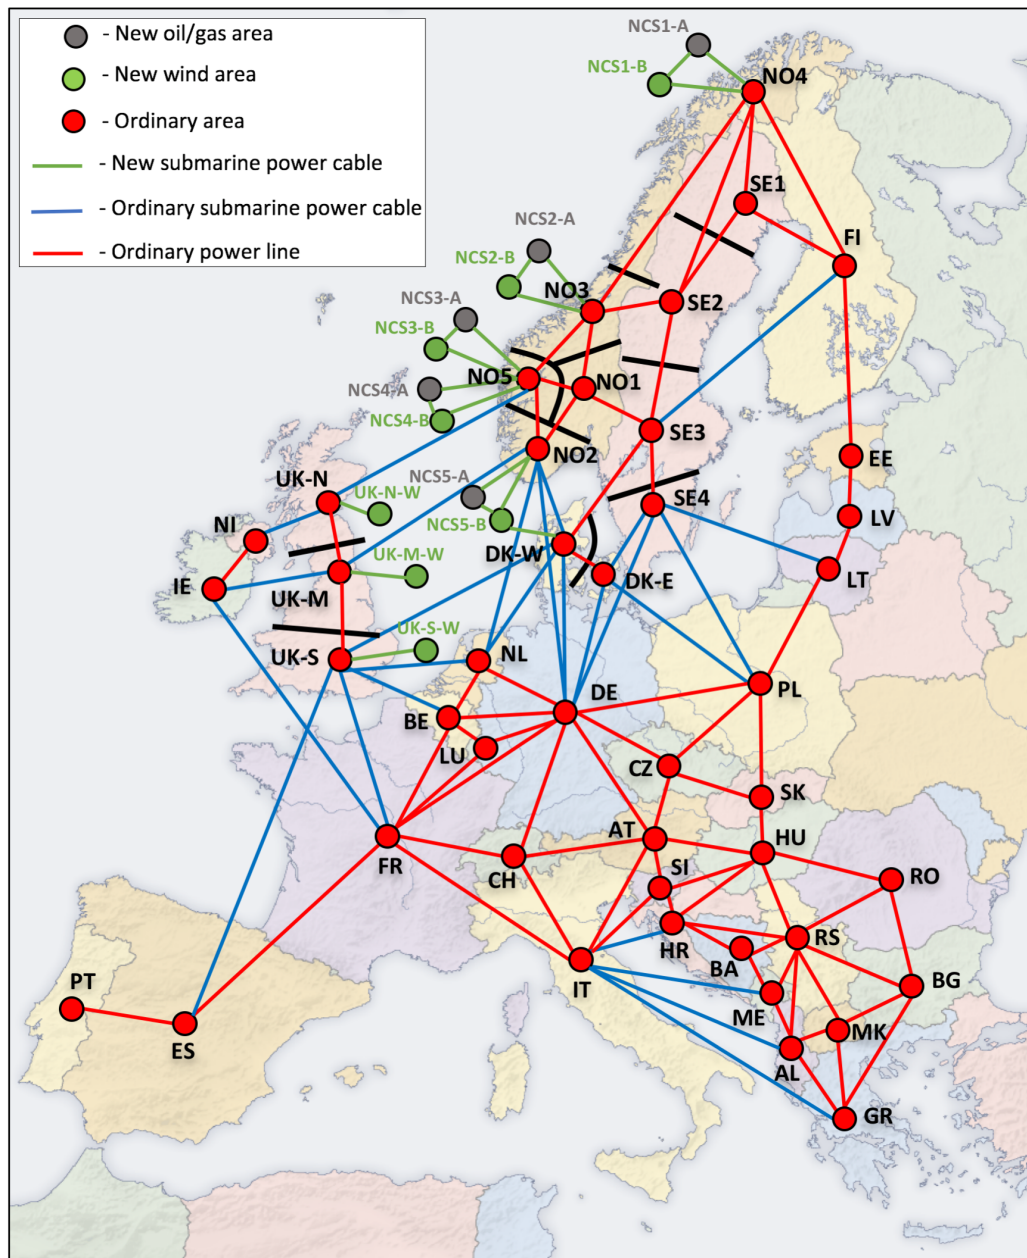 - New oil/gas area
- New wind area
- Ordinary area
- New submarine power cable
- Ordinary submarine power cable
- Ordinary power line
NCS1-A
NCS1-B
NO4
SE1
FI
NCS2-A
NCS2-B
NO3
SE2
NCS3-A
NCS3-B
NO5
NO1
NCS4-A
NCS4-B
SE3
NO2
EE
NCS5-A
UK-N
UK-N-W
SE4
NI
NCS5-B
LV
DK-W
UK-M-W
DK-E
LT
IE
UK-M
UK-S-W
UK-S
NL
DE
PL
BE
LU
CZ
SK
AT
HU
FR
CH
SI
RO
HR
RS
BA
IT
PT
BG
ME
ES
MK
AL
GR